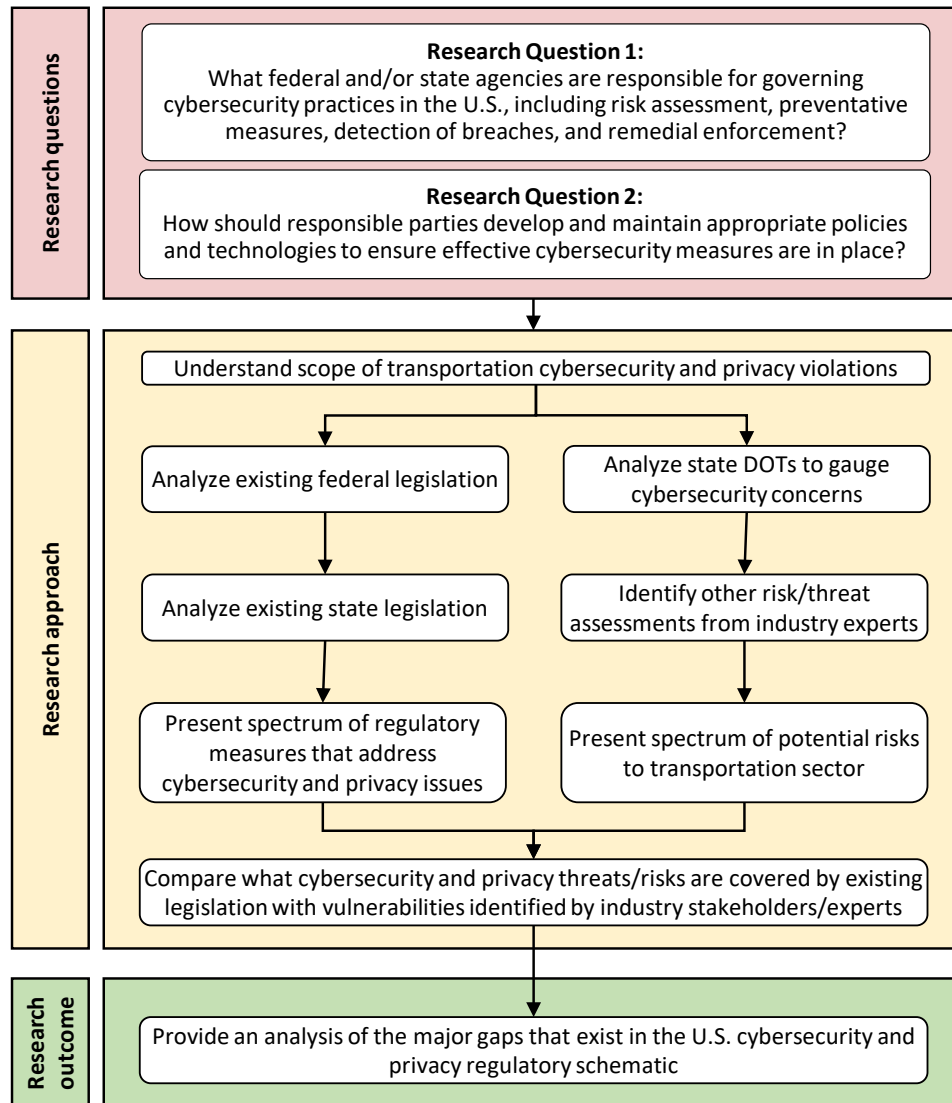 Research questions
Research Question 1:
What federal and/or state agencies are responsible for governing
cybersecurity practices in the U.S., including risk assessment, preventative
measures, detection of breaches, and remedial enforcement?
Research Question 2:
How should responsible parties develop and maintain appropriate policies
and technologies to ensure effective cybersecurity measures are in place?
Research approach
Understand scope of transportation cybersecurity and privacy violations
Analyze existing federal legislation
Analyze state DOTs to gauge
cybersecurity concerns
Analyze existing state legislation
Identify other risk/threat
assessments from industry experts
Present spectrum of regulatory
measures that address
cybersecurity and privacy issues
Present spectrum of potential risks
to transportation sector
Compare what cybersecurity and privacy threats/risks are covered by existing
legislation with vulnerabilities identified by industry stakeholders/experts
Research
outcome
Provide an analysis of the major gaps that exist in the U.S. cybersecurity and
privacy regulatory schematic